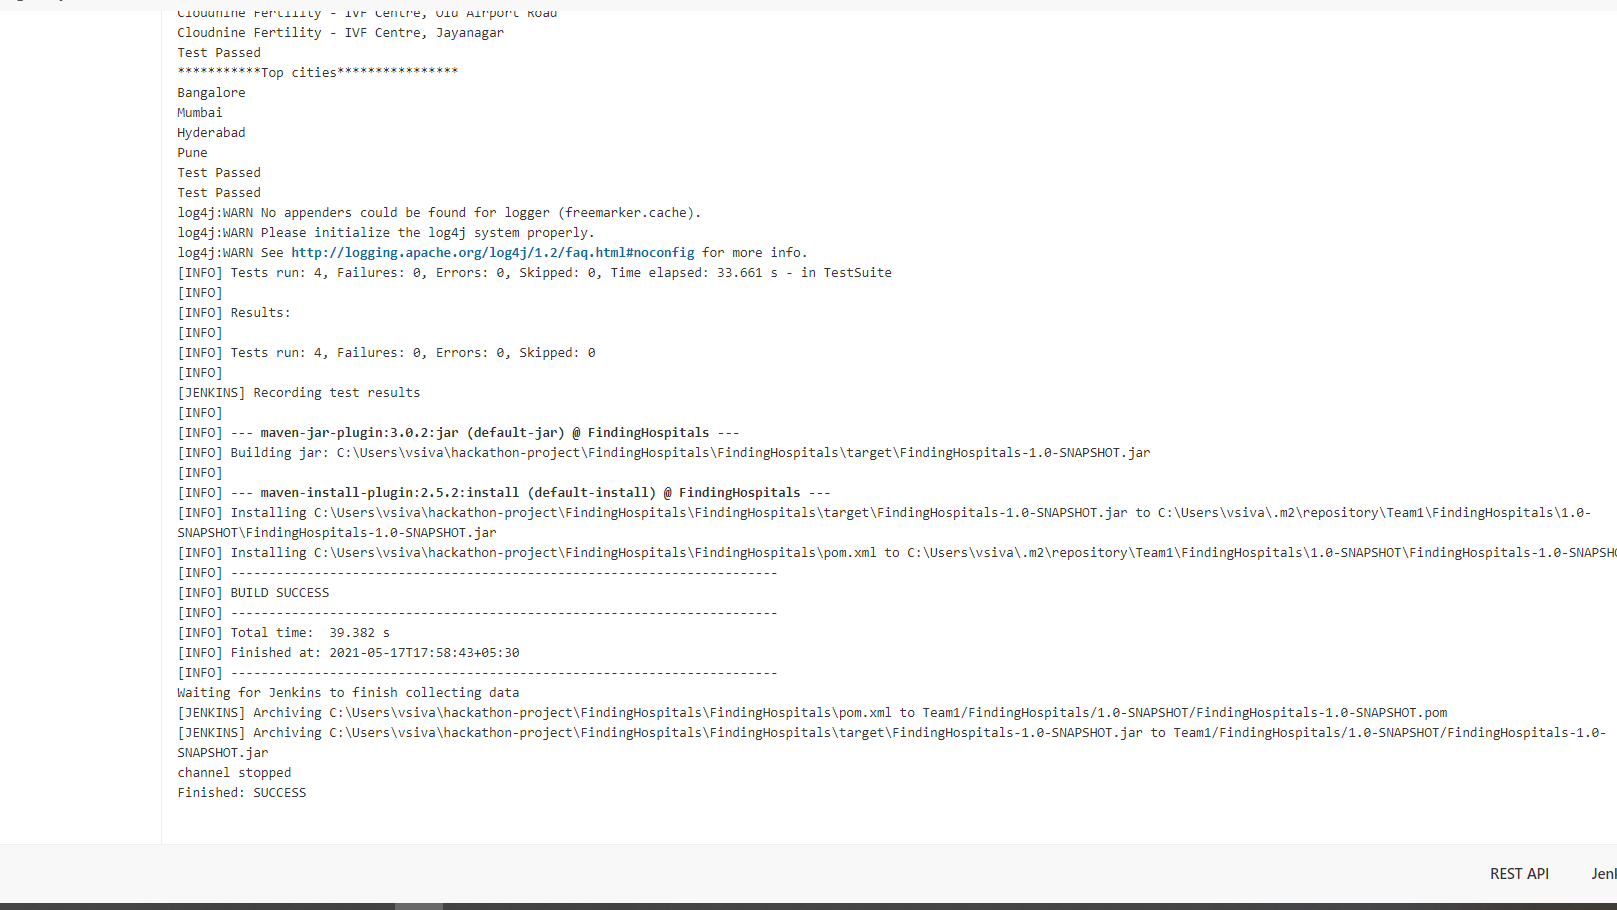 Cloudnine Fertility - IVF Centre, Old Airport Road
Cloudnine Fertility - IVF Centre, Jayanagar
Test Passed
***********Top cities****************
Bangalore
Mumbai
Hyderabad
Pune
Test Passed
Test Passed
log4j:WARN No appenders could be found for logger (freemarker.cache).
log4j:WARN Please initialize the log4j system properly.
log4j:WARN See http://logging.apache.org/log4j/1.2/faq.html#noconfig for more info.
[INFO] Tests run: 4, Failures: 0, Errors: 0, Skipped: 0, Time elapsed: 33.661 s - in TestSuite
[INFO]
[INFO] Results:
[INFO]
[INFO] Tests run: 4, Failures: 0, Errors: 0, Skipped: 0
[INFO]
[JENKINS] Recording test results
[INFO]
[INFO] --- maven-jar-plugin:3.0.2:jar (default-jar) @ FindingHospitals ---
[INFO] Building jar: C:\Users\vsiva\hackathon-project\FindingHospitals\FindingHospitals\target\FindingHospitals-1.0-SNAPSHOT.jar
[INFO]
[INFO] --- maven-install-plugin:2.5.2:install (default-install) @ FindingHospitals ---
[INFO] Installing C:\Users\vsiva\hackathon-project\FindingHospitals\FindingHospitals\target\FindingHospitals-1.0-SNAPSHOT.jar to C:\Users\vsiva\.m2\repository\Team1\FindingHospitals\1.0-
SNAPSHOT\FindingHospitals-1.0-SNAPSHOT.jar
[INFO] Installing C:\Users\vsiva\hackathon-project\FindingHospitals\FindingHospitals\pom.xml to C:\Users\vsiva\.m2\repository\Team1\FindingHospitals\1.0-SNAPSHOT\FindingHospitals-1.0-SNAPSH
[INFO] ------------------------------------------------------------------------
[INFO] BUILD SUCCESS
[INFO] ------------------------------------------------------------------------
[INFO] Total time:  39.382 s
[INFO] Finished at: 2021-05-17T17:58:43+05:30
[INFO] ------------------------------------------------------------------------
Waiting for Jenkins to finish collecting data
[JENKINS] Archiving C:\Users\vsiva\hackathon-project\FindingHospitals\FindingHospitals\pom.xml to Team1/FindingHospitals/1.0-SNAPSHOT/FindingHospitals-1.0-SNAPSHOT.pom
[JENKINS] Archiving C:\Users\vsiva\hackathon-project\FindingHospitals\FindingHospitals\target\FindingHospitals-1.0-SNAPSHOT.jar to Team1/FindingHospitals/1.0-SNAPSHOT/FindingHospitals-1.0-
SNAPSHOT.jar
channel stopped
Finished: SUCCESS
REST API
Jenl